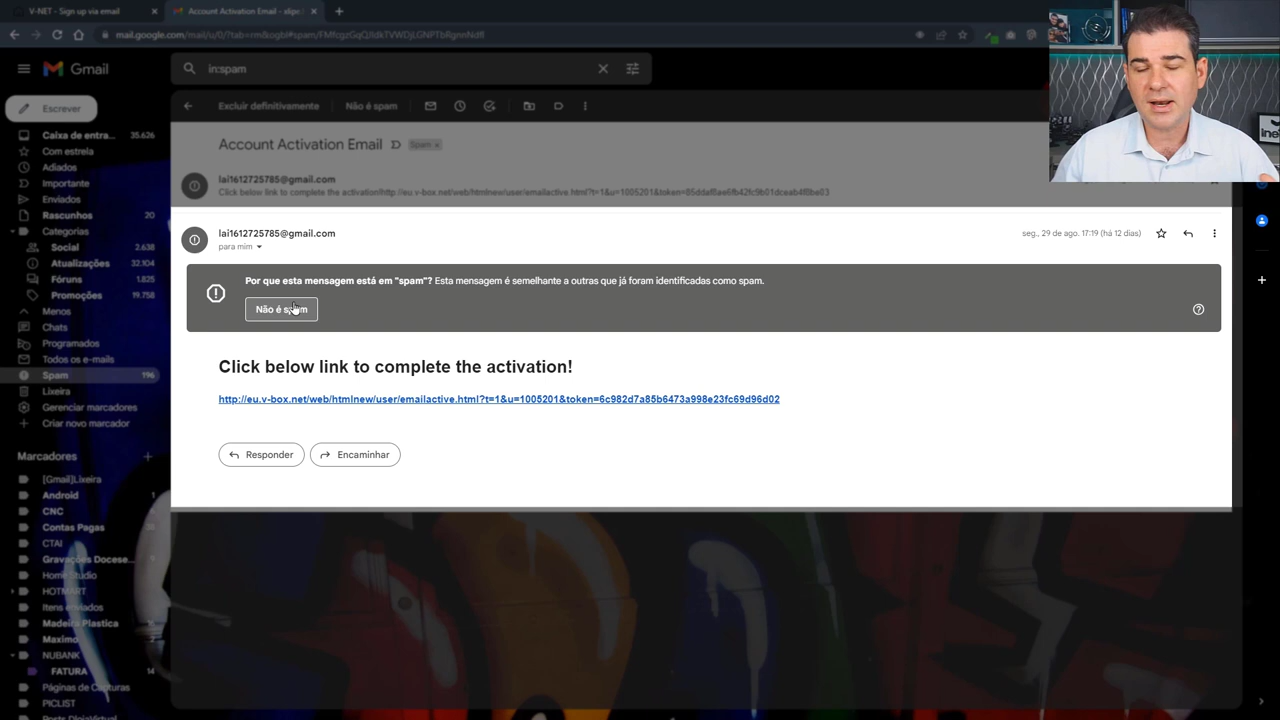 V-NET - Sign up via email
Account Activation Email - elipe.l
mail.google.com/mail/u/0/?tab=rm&ogbl#spam/
Gmail
in:spam
Escrever
Excluir definitivamente
Não é spam
Caixa de entra... 35.626
Com estrela
Adiados
Importante
Enviados
Rascunhos 20
Categorias
Social 2.638
Atualizações 32.104
Fóruns 1.825
Promoções 19.758
Menos
Chats
Programados
Todos os e-mails
Spam 196
Lixeira
Gerenciar marcadores
Criar novo marcador
Marcadores
[Gmail]Lixeira
Android 1
CNC
Contas Pagas
CTAI
Gravações Docese...
Home Studio
HOTMART
Itens enviados
Madeira Plastica
Maximo
NUBANK
FATURA 14
Páginas de Capturas
PICLIST
Account Activation Email
Spam ×
lai1612725785@gmail.com
Click below link to complete the activation!http://eu.v-box.net/web/htmlnew/user/emailactive.html?t=1&u=1005201&token=
lai1612725785@gmail.com
para mim
seg., 29 de ago. 17:19 (há 12 dias)
Por que esta mensagem está em "spam"? Esta mensagem é semelhante a outras que já foram identificadas como spam.
Não é spam
Click below link to complete the activation!
http://eu.v-box.net/web/htmlnew/user/emailactive.html?t=1&u=1005201&token=6c982d7a85b6473a998e23fc69d96d02
Responder
Encaminhar